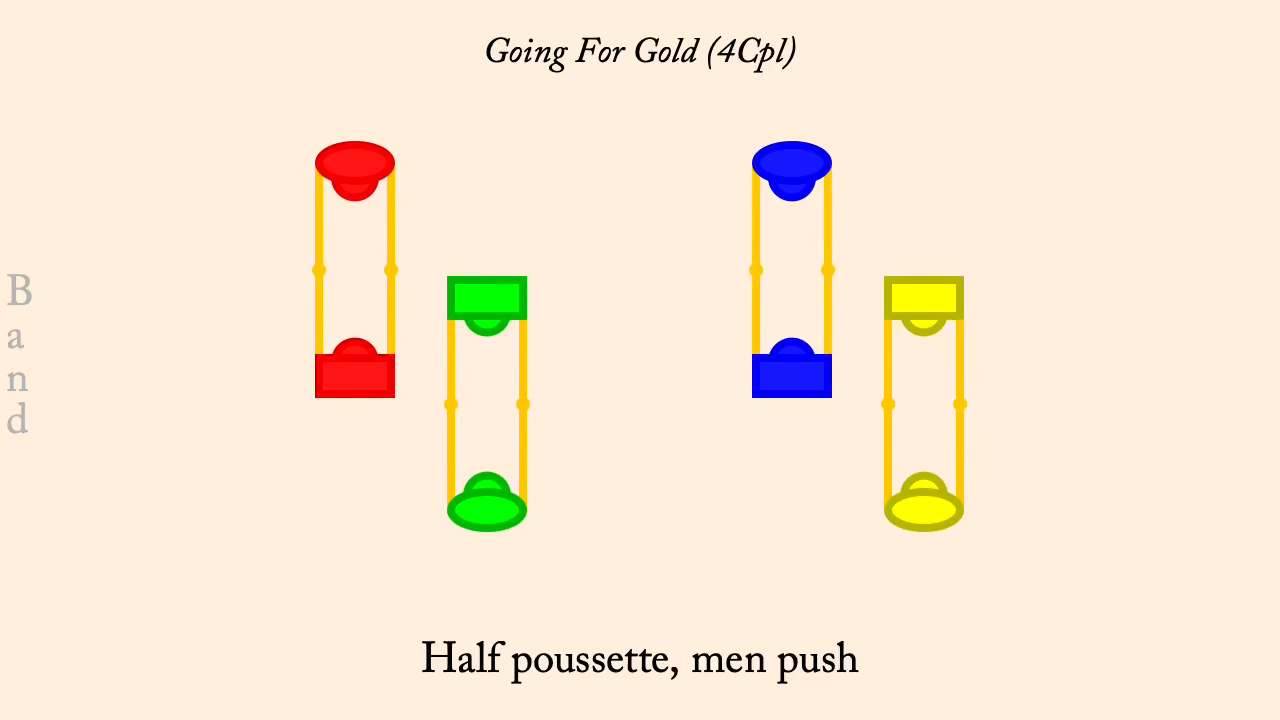 Going For Gold (4Cpl)
B
a
n
d
Half poussette, men push